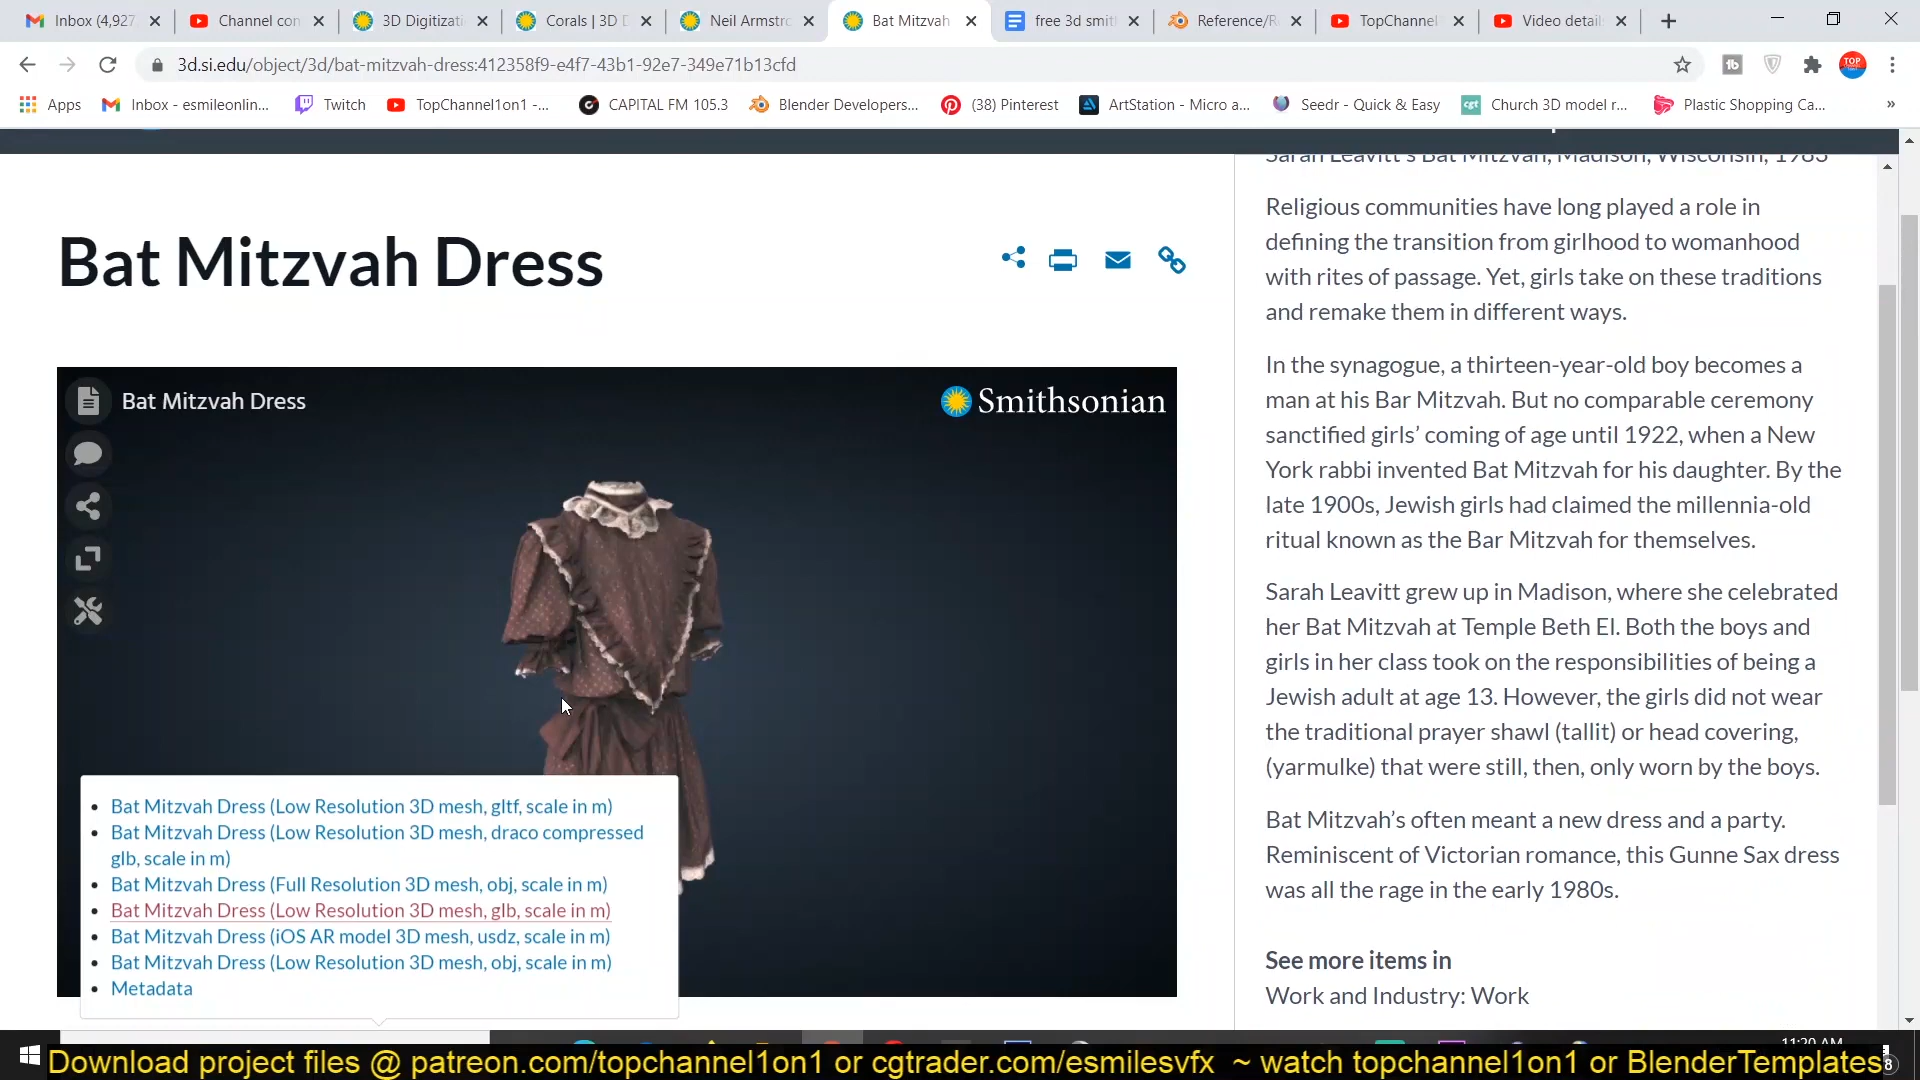 Inbox (4,927
Channel con
3D Digitizati
Corals | 3D D
Neil Armstro
Bat Mitzvah
free 3d smit
Reference/R
TopChannel
Video detail
3d.si.edu/object/3d/bat-mitzvah-dress:412358f9-e4f7-43b1-92e7-349e71b13cfd
Apps
Inbox - esmileonlin...
Twitch
TopChannel1on1 -...
CAPITAL FM 105.3
Blender Developers...
(38) Pinterest
ArtStation - Micro a...
Seedr - Quick & Easy
Church 3D model r...
Plastic Shopping Ca...
»
Bat Mitzvah Dress
Bat Mitzvah Dress
Smithsonian
Bat Mitzvah Dress (Low Resolution 3D mesh, gltf, scale in m)
Bat Mitzvah Dress (Low Resolution 3D mesh, draco compressed
glb, scale in m)
Bat Mitzvah Dress (Full Resolution 3D mesh, obj, scale in m)
Bat Mitzvah Dress (Low Resolution 3D mesh, glb, scale in m)
Bat Mitzvah Dress (iOS AR model 3D mesh, usdz, scale in m)
Bat Mitzvah Dress (Low Resolution 3D mesh, obj, scale in m)
Metadata
Sarah Leavitt's Bat Mitzvah, Madison, Wisconsin, 1983
Religious communities have long played a role in
defining the transition from girlhood to womanhood
with rites of passage. Yet, girls take on these traditions
and remake them in different ways.
In the synagogue, a thirteen-year-old boy becomes a
man at his Bar Mitzvah. But no comparable ceremony
sanctified girls’ coming of age until 1922, when a New
York rabbi invented Bat Mitzvah for his daughter. By the
late 1900s, Jewish girls had claimed the millennia-old
ritual known as the Bar Mitzvah for themselves.
Sarah Leavitt grew up in Madison, where she celebrated
her Bat Mitzvah at Temple Beth El. Both the boys and
girls in her class took on the responsibilities of being a
Jewish adult at age 13. However, the girls did not wear
the traditional prayer shawl (tallit) or head covering,
(yarmulke) that were still, then, only worn by the boys.
Bat Mitzvah’s often meant a new dress and a party.
Reminiscent of Victorian romance, this Gunne Sax dress
was all the rage in the early 1980s.
See more items in
Work and Industry: Work
11:20 AM
Download project files @ patreon.com/topchannel1on1 or cgtrader.com/esmilesvfx ~ watch topchannel1on1 or BlenderTemplates